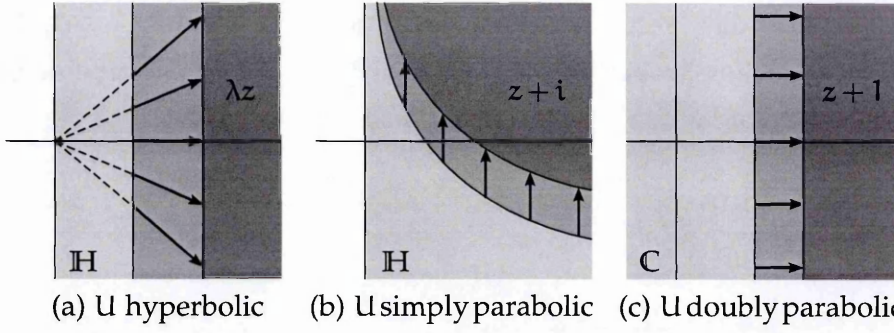 λz
z + i
z + 1
ℍ
ℍ
ℂ
(a) U hyperbolic
(b) U simply parabolic
(c) U doubly parabolic